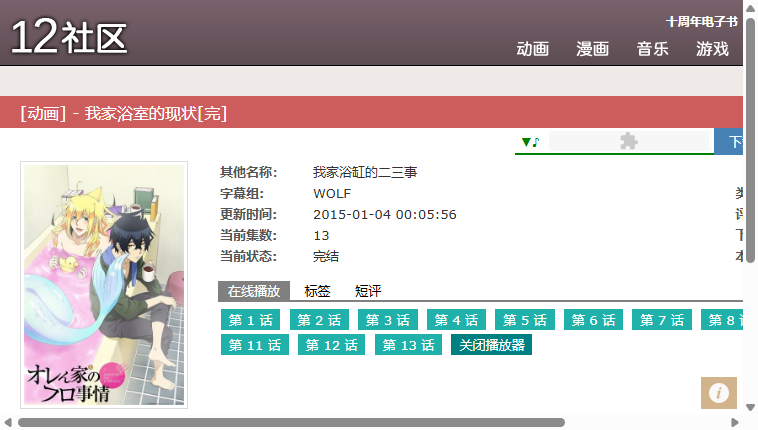 12社区
十周年电子书
动画 漫画 音乐 游戏
[动画] - 我家浴室的现状[完]
▼♪
其他名称: 我家浴缸的二三事
字幕组: WOLF
更新时间: 2015-01-04 00:05:56
当前集数: 13
当前状态: 完结
在线播放 标签 短评
第 1 话 第 2 话 第 3 话 第 4 话 第 5 话 第 6 话 第 7 话 第 8
第 11 话 第 12 话 第 13 话 关闭播放器
オレん家の
フロ事情